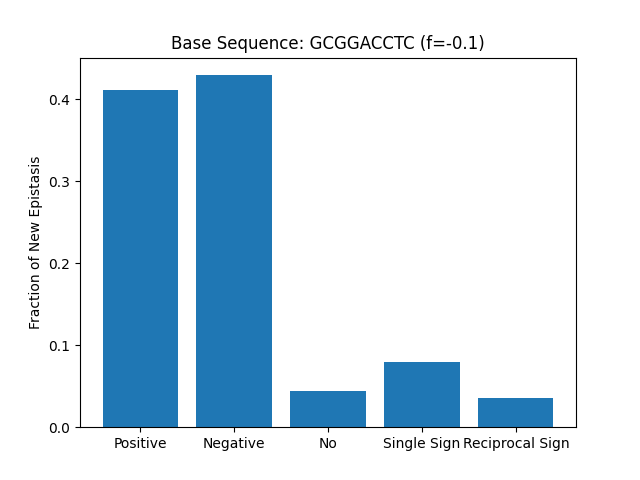 Base Sequence: GCGGACCTC (f=-0.1)
Fraction of New Epistasis
0.4
0.3
0.2
0.1
0.0
Positive Negative No Single Sign Reciprocal Sign